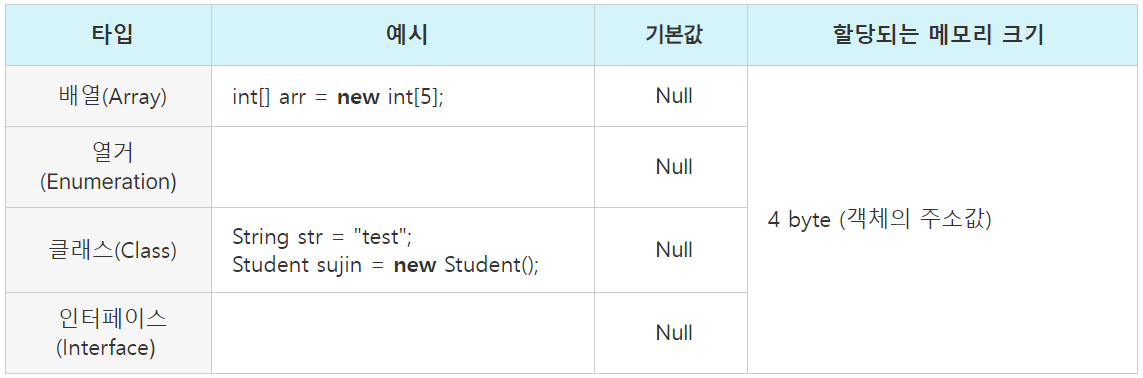 타입 예시 기본값 할당되는 메모리 크기
배열(Array) int[] arr = new int[5]; Null
열거
(Enumeration)
Null
클래스(Class)
String str = "test";
Student sujin = new Student();
Null
인터페이스
(Interface)
Null
4 byte (객체의 주소값)